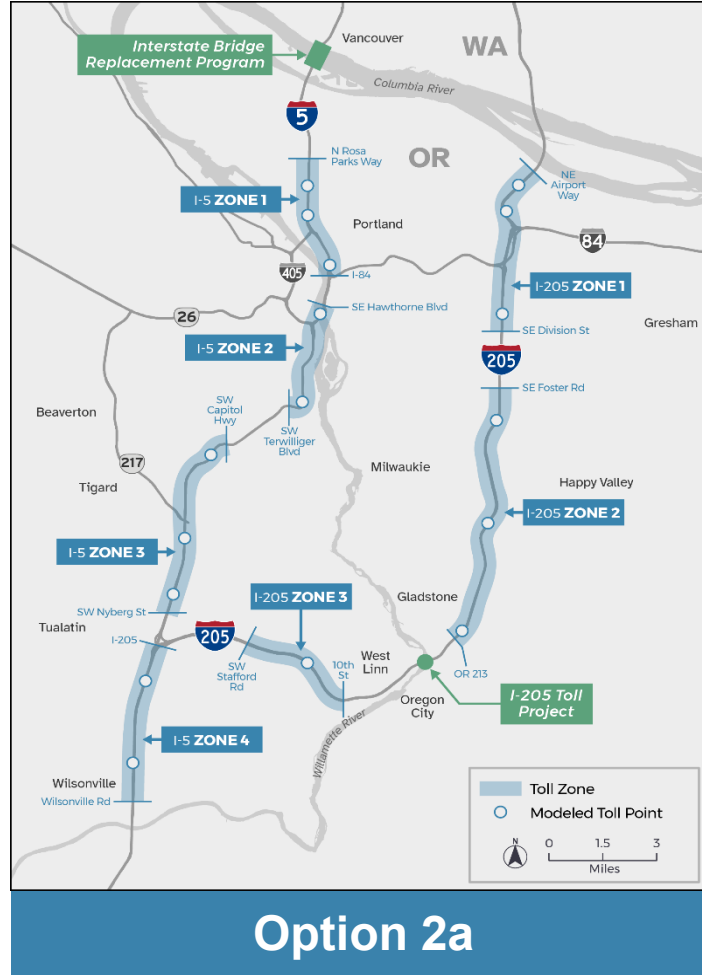 Interstate Bridge
Replacement Program
Vancouver
WA
Columbia River
5
OR
N Rosa
Parks Way
NE
Airport
Way
I-5 ZONE 1
Portland
84
405
I-84
I-205 ZONE 1
SE Hawthorne Blvd
26
Gresham
SE Division St
I-5 ZONE 2
205
SE Foster Rd
SW
Capitol
Hwy
Beaverton
SW
Terwilliger
Blvd
217
Milwaukie
Tigard
Happy Valley
I-205 ZONE 2
I-5 ZONE 3
I-205 ZONE 3
Gladstone
SW Nyberg St
Tualatin
I-205
205
SW
Stafford
Rd
10th
St
West
Linn
OR 213
Oregon
City
I-205 Toll
Project
Willamette River
I-5 ZONE 4
Wilsonville
Wilsonville Rd
Toll Zone
Modeled Toll Point
N
0 1.5 3
Miles
Option 2a